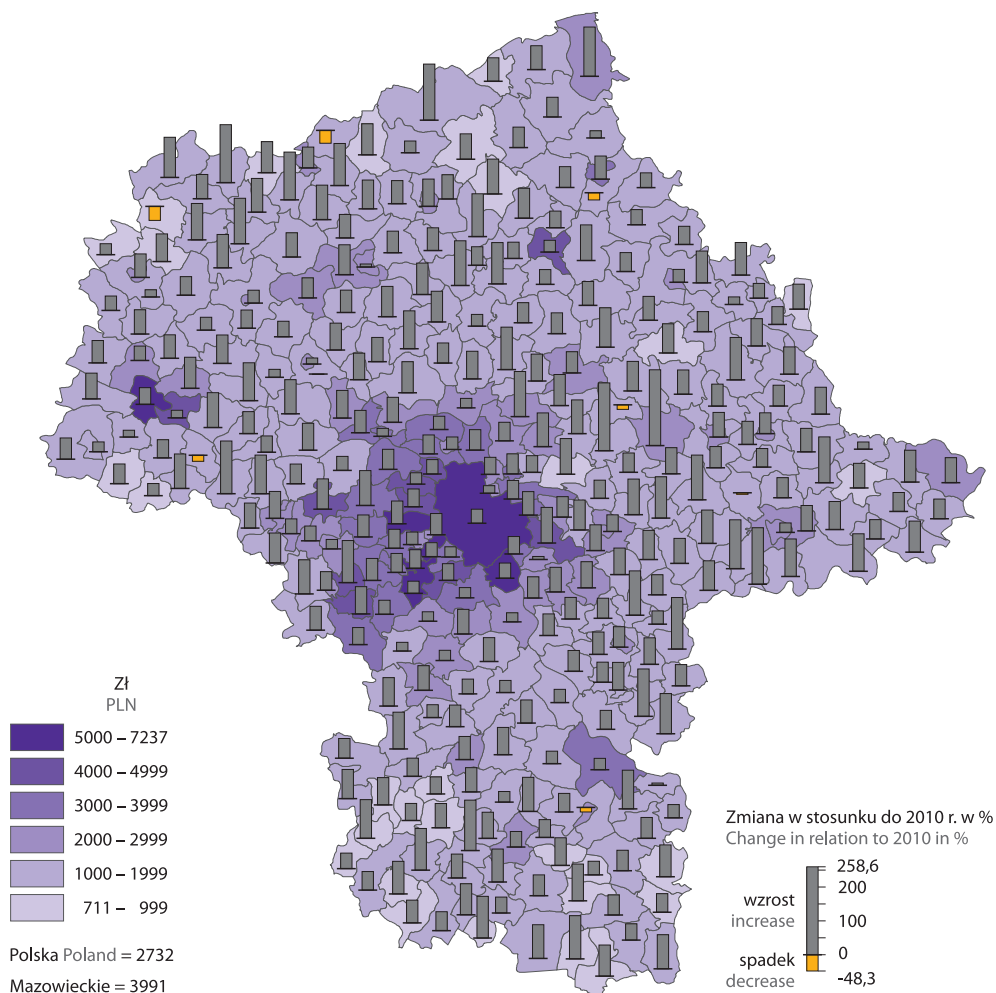 Zł
PLN
5000 – 7237
4000 – 4999
3000 – 3999
2000 – 2999
1000 – 1999
711 – 999
Polska Poland = 2732
Mazowieckie = 3991
Zmiana w stosunku do 2010 r. w %
Change in relation to 2010 in %
258,6
200
wzrost
increase
100
0
spadek
decrease
-48,3